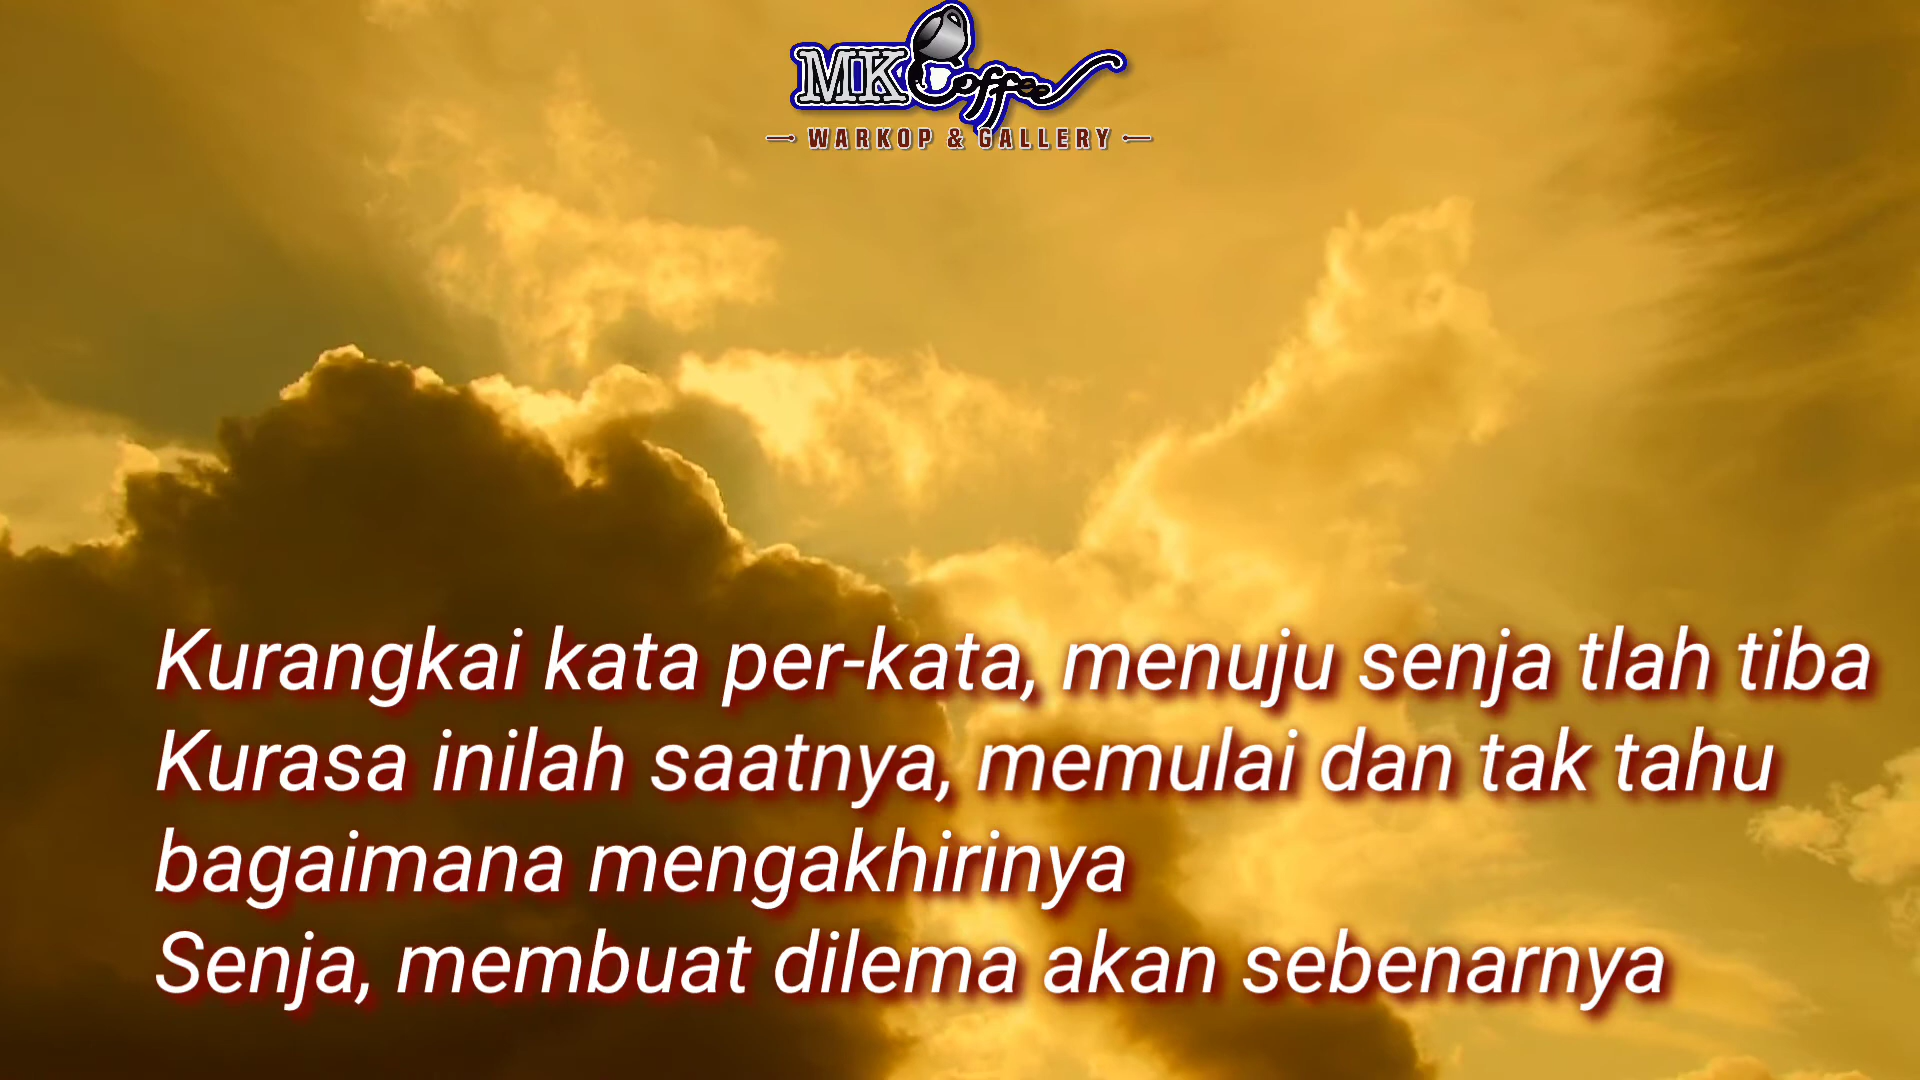 MK Coffee
WARKOP & GALLERY
Kurangkai kata per-kata, menuju senja tlah tiba
Kurasa inilah saatnya, memulai dan tak tahu
bagaimana mengakhirinya
Senja, membuat dilema akan sebenarnya